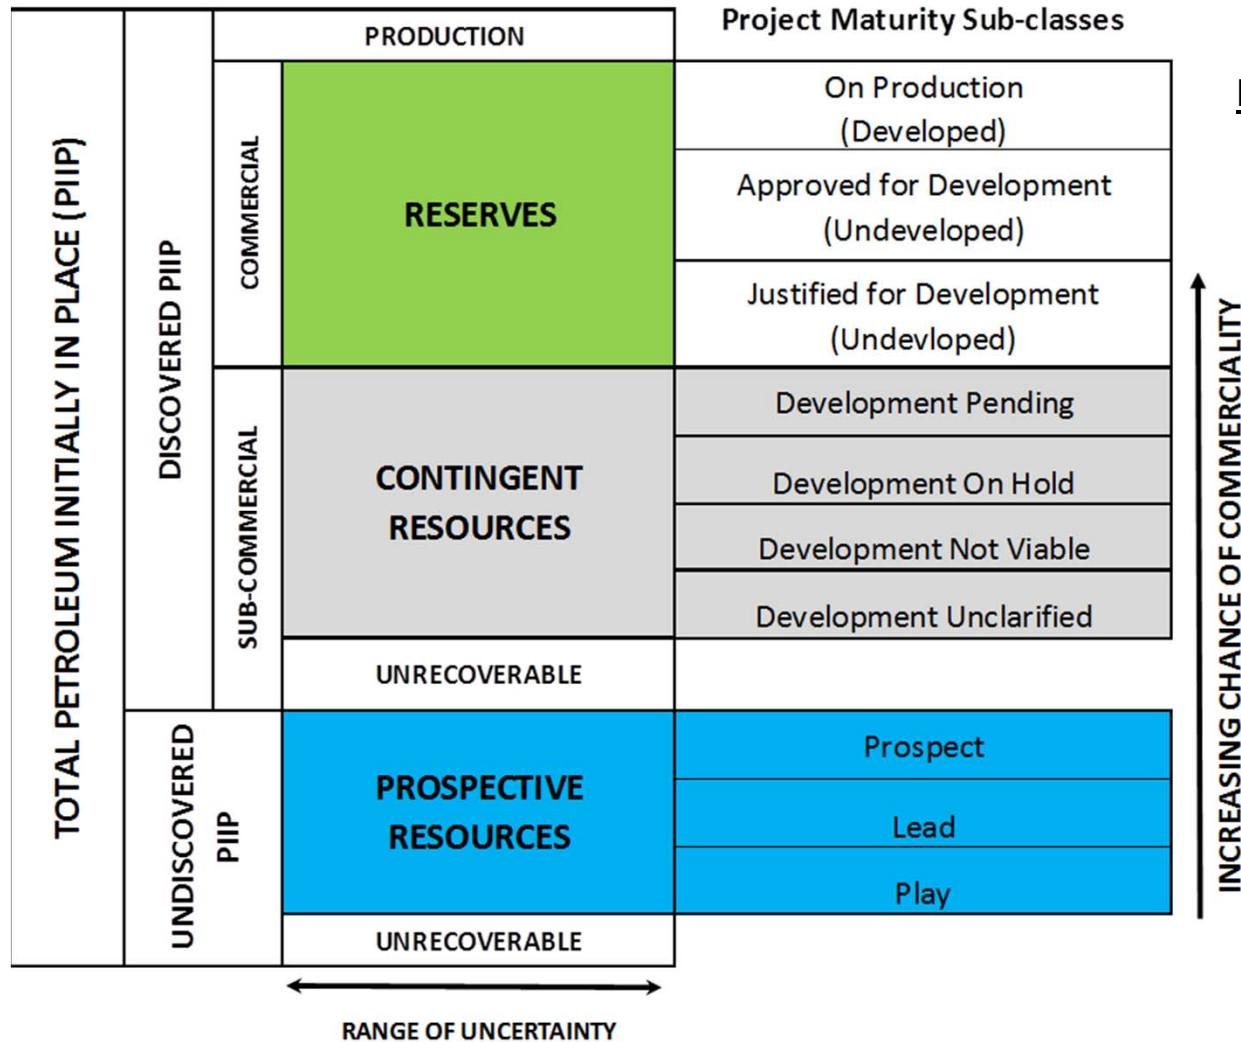 TOTAL PETROLEUM INITIALLY IN PLACE (PIIP)
DISCOVERED PIIP
UNDISCOVERED
PIIP
COMMERCIAL
SUB-COMMERCIAL
PRODUCTION
RESERVES
CONTINGENT
RESOURCES
UNRECOVERABLE
PROSPECTIVE
RESOURCES
UNRECOVERABLE
RANGE OF UNCERTAINTY
Project Maturity Sub-classes
On Production
(Developed)
Approved for Development
(Undeveloped)
Justified for Development
(Undevloped)
Development Pending
Development On Hold
Development Not Viable
Development Unclarified
Prospect
Lead
Play
INCREASING CHANCE OF COMMERCIALITY